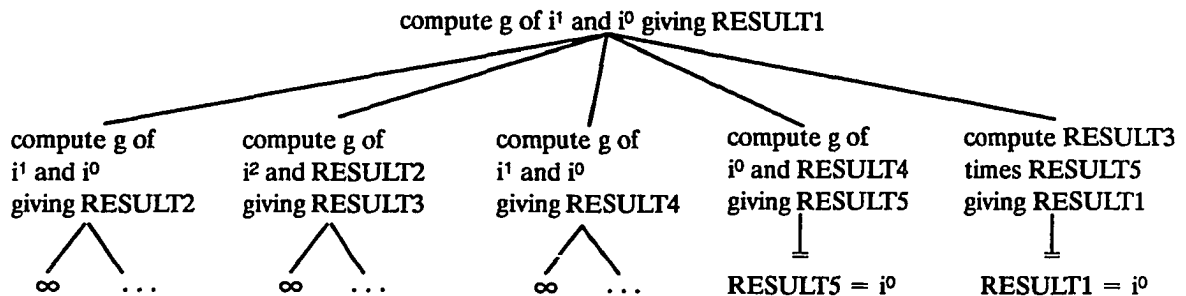 compute g of i¹ and i⁰ giving RESULT1
compute g of
i¹ and i⁰
giving RESULT2
∞ ...
compute g of
i² and RESULT2
giving RESULT3
∞ ...
compute g of
i¹ and i⁰
giving RESULT4
∞ ...
compute g of
i⁰ and RESULT4
giving RESULT5
RESULT5 = i⁰
compute RESULT3
times RESULT5
giving RESULT1
RESULT1 = i⁰